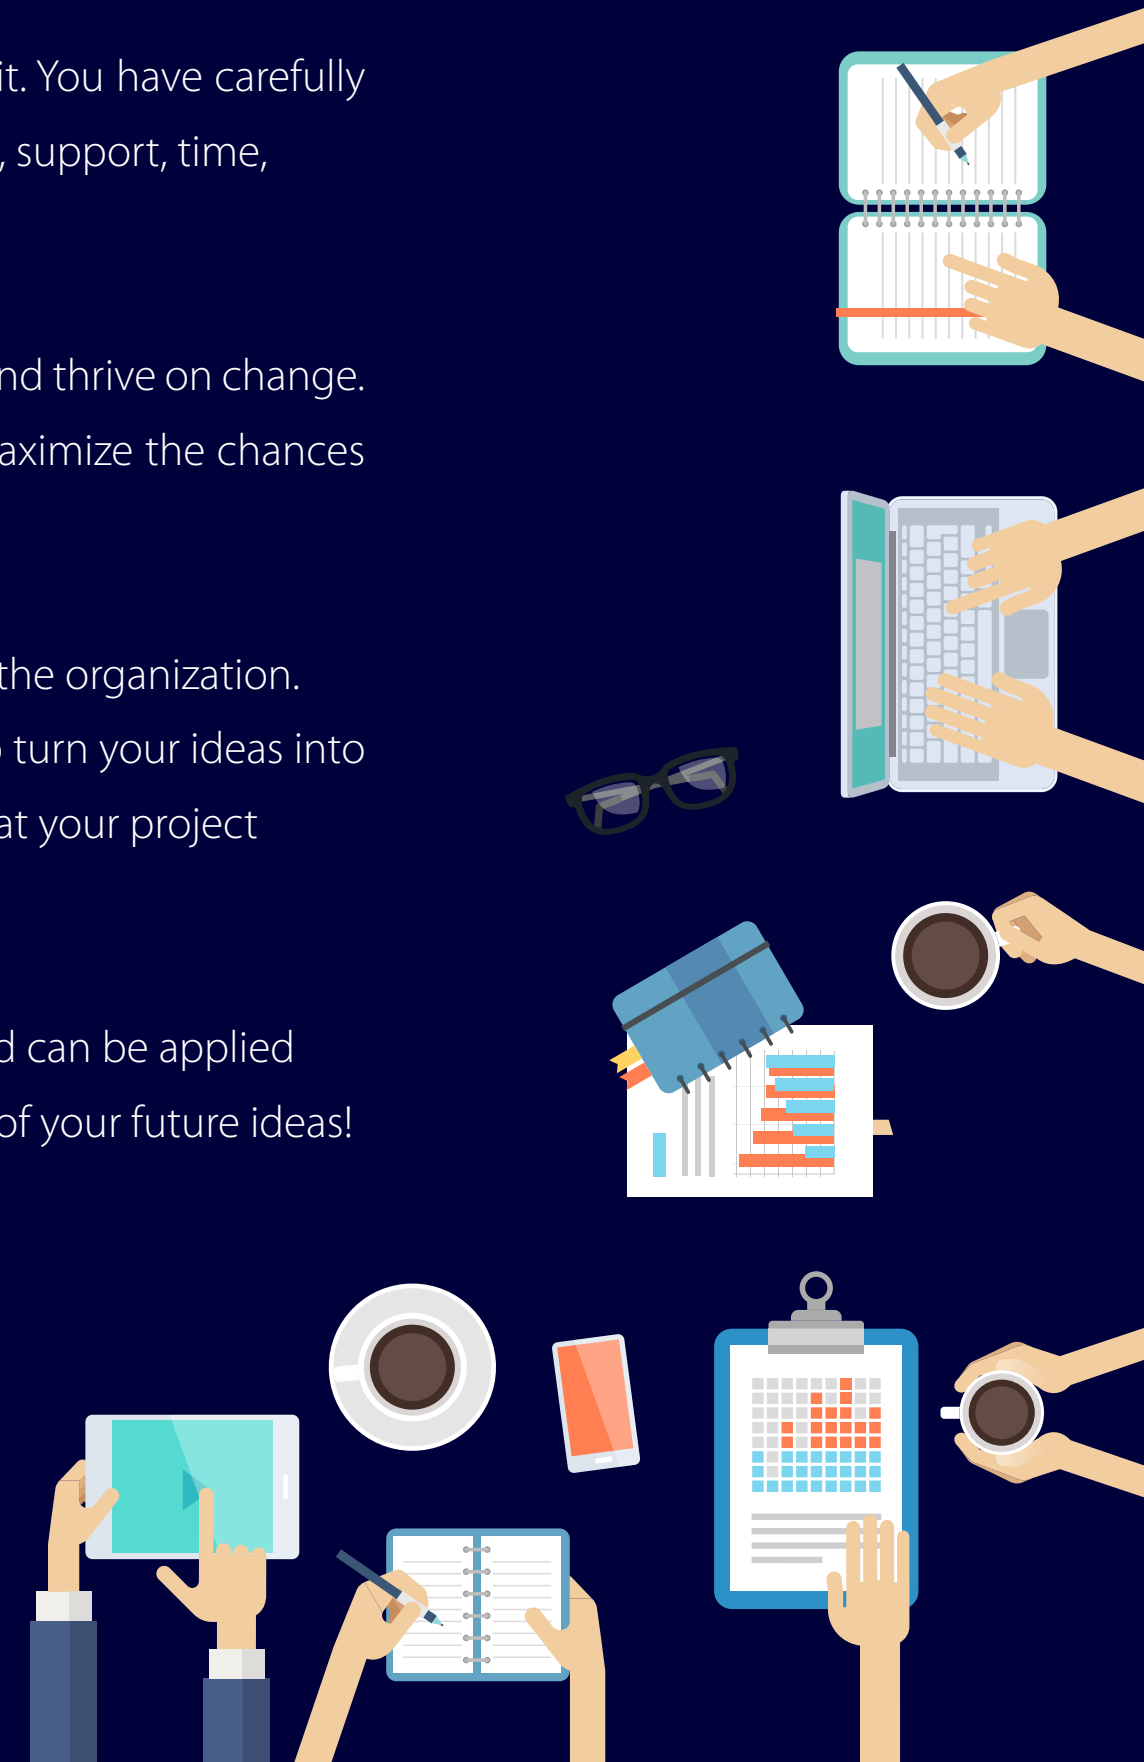 it. You have carefully
, support, time,
nd thrive on change.
aximize the chances
the organization.
turn your ideas into
at your project
d can be applied
of your future ideas!